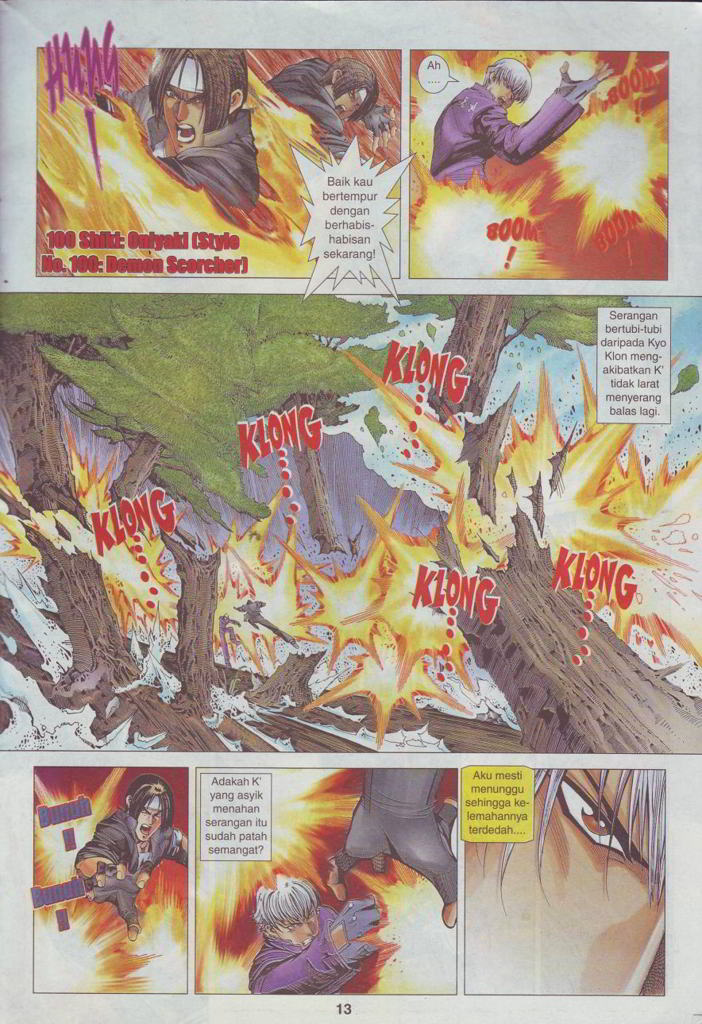 HUNG
!
Ah
....
BOOM
!
Baik kau
bertempur
dengan
berhabis-
habisan
sekarang!
BOOM
!
BOOM
!
100 Shiki: Oniyaki (Style
No. 100: Demon Scorcher)
Serangan
bertubi-tubi
daripada Kyo
Klon meng-
akibatkan K'
tidak larat
menyerang
balas lagi.
KLONG
KLONG
KLONG
KLONG
KLONG
Adakah K'
yang asyik
menahan
serangan itu
sudah patah
semangat?
Aku mesti
menunggu
sehingga ke-
lemahannya
terdedah....
13